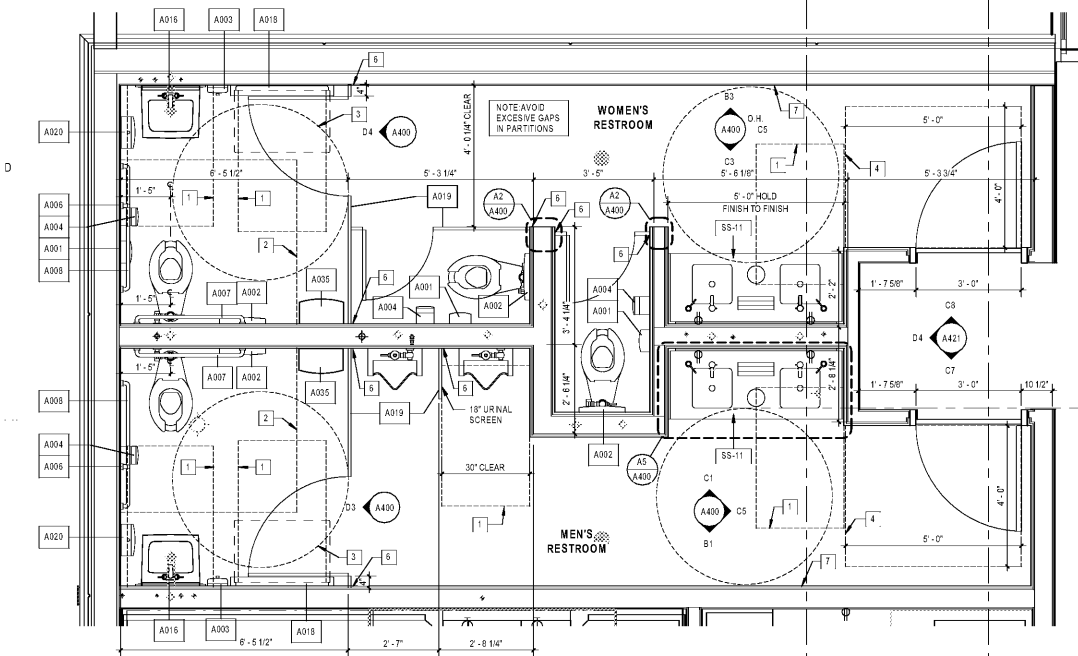 A016
A003
A018
6
4"
4' - 0 1/4" CLEAR
NOTE:AVOID
EXCESIVE GAPS
IN PARTITIONS
WOMEN'S
RESTROOM
B3
O.H.
A400
C5
C3
7
5' - 0"
A020
3
D4
A400
D
1
4
6' - 5 1/2"
5' - 3 1/4"
3' - 5"
5' - 6 1/8"
5' - 3 3/4"
4' - 0"
1' - 5"
1
1
A019
A2
A400
6
6
A2
A400
5' - 0" HOLD
FINISH TO FINISH
A006
A004
A001
A008
2
6
SS-11
A035
6
A001
A004
A002
A004
A001
3' - 4 1/4"
2' - 2"
1' - 7 5/8"
3' - 0"
1' - 5"
A007
A002
C8
D4
A421
C7
1' - 5"
A007
A002
A035
6
A019
6
18" URINAL
SCREEN
2' - 6 1/4"
2' - 8 1/4"
1' - 7 5/8"
3' - 0"
10 1/2"
A008
2
A002
A5
A400
SS-11
A004
A006
1
1
30" CLEAR
C1
A400
C5
B1
4' - 0"
D3
A400
1
1
4
A020
3
6
MEN'S
RESTROOM
5' - 0"
7
4"
A016
A003
A018
6' - 5 1/2"
2' - 7"
2' - 8 1/4"